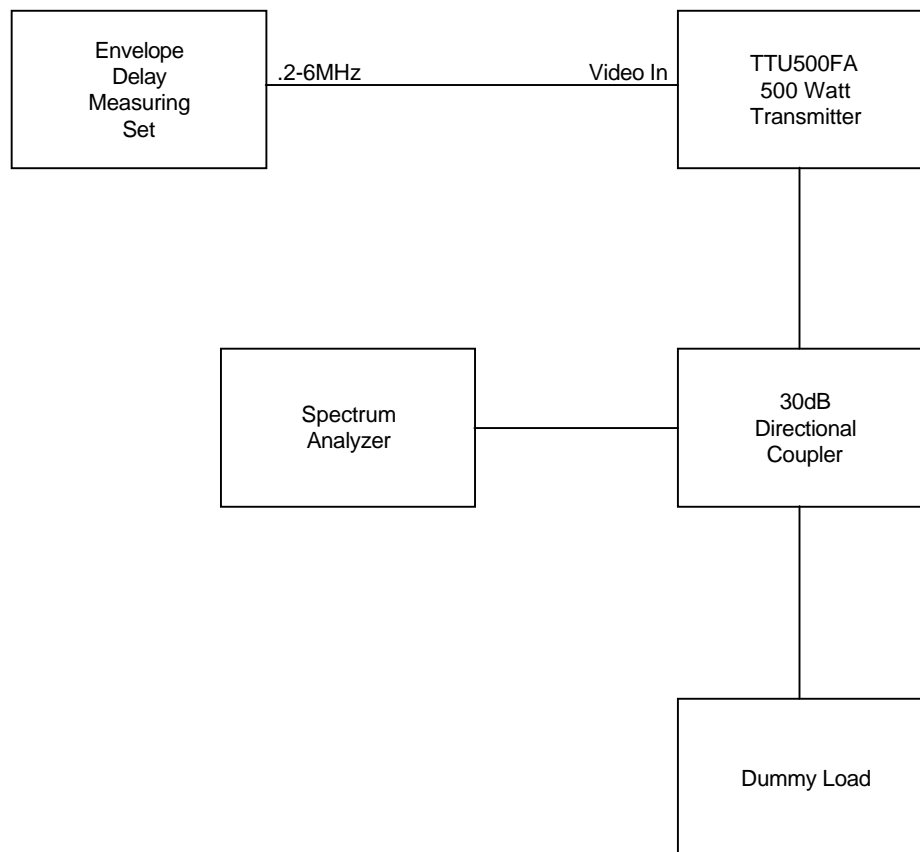 Envelope
Delay
Measuring
Set
.2-6MHz
Video In
TTU500FA
500 Watt
Transmitter
Spectrum
Analyzer
30dB
Directional
Coupler
Dummy Load